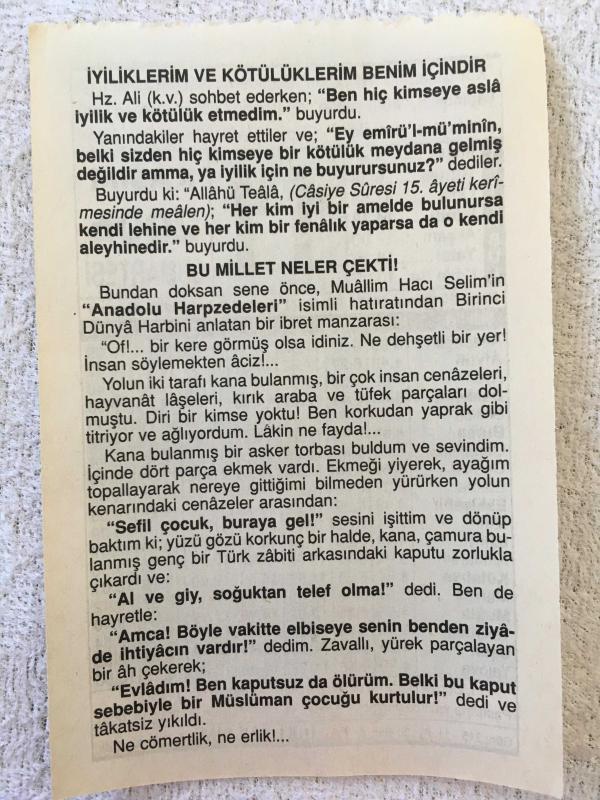 İYİLİKLERİM VE KÖTÜLÜKLERİM BENİM İÇİNDİR
Hz. Ali (k.v.) sohbet ederken; “Ben hiç kimseye aslâ
iyilik ve kötülük etmedim.” buyurdu.
Yanındakiler hayret ettiler ve; “Ey emîrü’l-mü’minîn,
belki sizden hiç kimseye bir kötülük meydana gelmiş
değildir amma, ya iyilik için ne buyurursunuz?” dediler.
Buyurdu ki: “Allâhü Teâlâ, (Câsiye Sûresi 15. âyeti kerî-
mesinde meâlen); “Her kim iyi bir amelde bulunursa
kendi lehine ve her kim bir fenâlık yaparsa da o kendi
aleyhinedir.” buyurdu.
BU MİLLET NELER ÇEKTİ!
Bundan doksan sene önce, Muâllim Hacı Selim’in
“Anadolu Harpzedeleri” isimli hatıratından Birinci
Dünyâ Harbini anlatan bir ibret manzarası:
“Of!... bir kere görmüş olsa idiniz. Ne dehşetli bir yer!
İnsan söylemekten âciz!...
Yolun iki tarafı kana bulanmış, bir çok insan cenâzeleri,
hayvanât lâşeleri, kırık araba ve tüfek parçaları dol-
muştu. Diri bir kimse yoktu! Ben korkudan yaprak gibi
titriyor ve ağlıyordum. Lâkin ne fayda!...
Kana bulanmış bir asker torbası buldum ve sevindim.
İçinde dört parça ekmek vardı. Ekmeği yiyerek, ayağım
topallayarak nereye gittiğimi bilmeden yürürken yolun
kenarındaki cenâzeler arasından:
“Sefil çocuk, buraya gel!” sesini işittim ve dönüp
baktım ki; yüzü gözü korkunç bir halde, kana, çamura bu-
lanmış genç bir Türk zâbiti arkasındaki kaputu zorlukla
çıkardı ve:
“Al ve giy, soğuktan telef olma!” dedi. Ben de
hayretle:
“Amca! Böyle vakitte elbiseye senin benden ziyâ-
de ihtiyâcın vardır!” dedim. Zavallı, yürek parçalayan
bir âh çekerek;
“Evlâdım! Ben kaputsuz da ölürüm. Belki bu kaput
sebebiyle bir Müslüman çocuğu kurtulur!” dedi ve
tâkatsiz yıkıldı.
Ne cömertlik, ne erlik!...